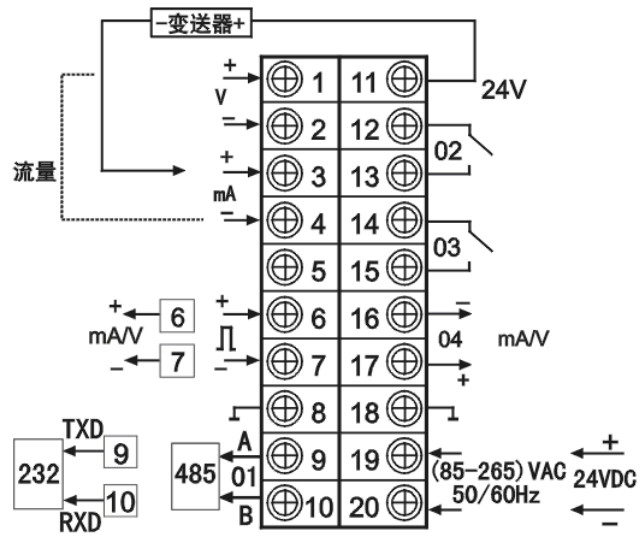 -变送器+
+
V
-
流量
+
mA
-
1 11
2 12
3 13
4 14
5 15
6 16
7 17
8 18
9 19
10 20
24V
02
03
-
04 mA/V
+
+ 6 +
mA/V
- 7 -
TXD
9
232
10
RXD
A
485 01
B
(85-265)VAC
50/60Hz
+
24VDC
-